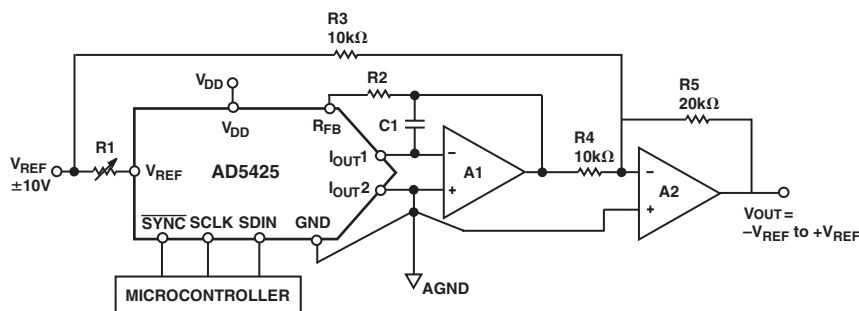 R3
10kΩ
VDD
R2
R5
20kΩ
VDD
RFB
C1
R1
R4
10kΩ
VREF
±10V
VREF
AD5425
IOUT1
–
A1
+
–
A2
+
IOUT2
SYNC SCLK SDIN GND
VOUT =
–VREF to +VREF
AGND
MICROCONTROLLER